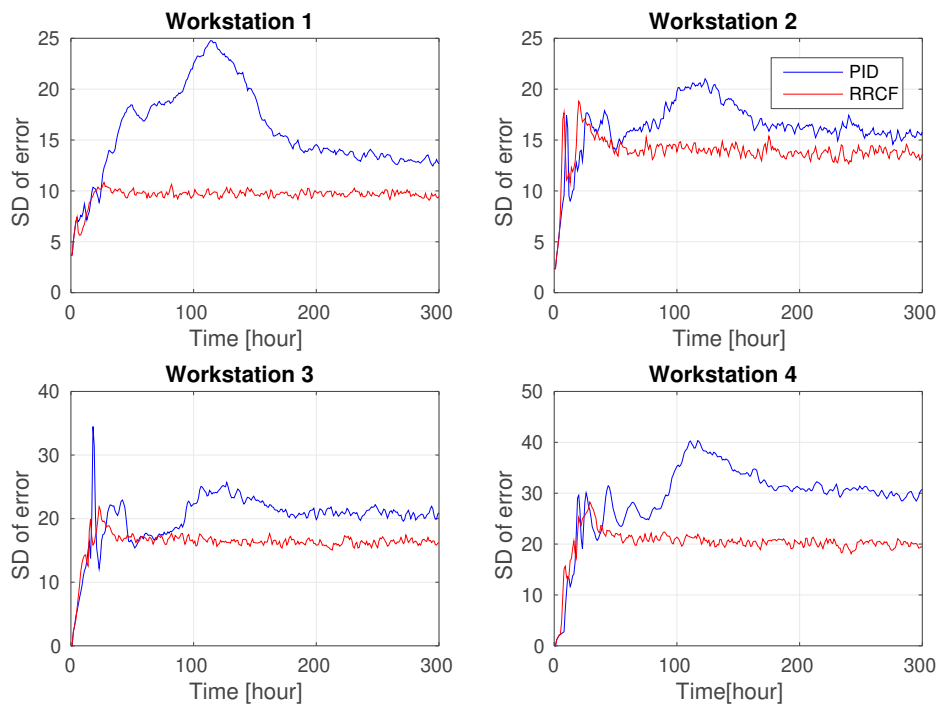 Workstation 1
SD of error
25
20
15
10
5
0
0 100 200 300
Time [hour]
Workstation 2
SD of error
25
20
15
10
5
0
0 100 200 300
Time [hour]
PID
RRCF
Workstation 3
SD of error
40
30
20
10
0
0 100 200 300
Time [hour]
Workstation 4
SD of error
50
40
30
20
10
0
0 100 200 300
Time[hour]